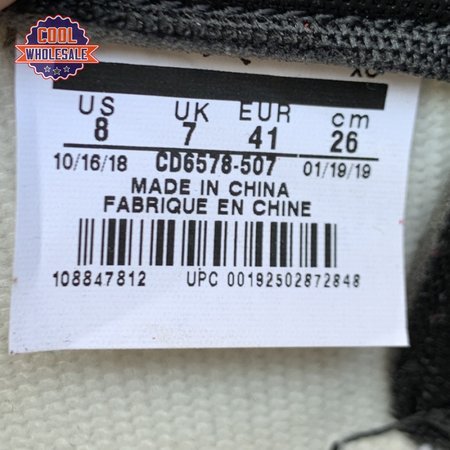 COOL
WHOLESALE
US UK EUR cm
8 7 41 26
10/16/18 CD6578-507 01/19/19
MADE IN CHINA
FABRIQUE EN CHINE
108847812 UPC 00192502872848